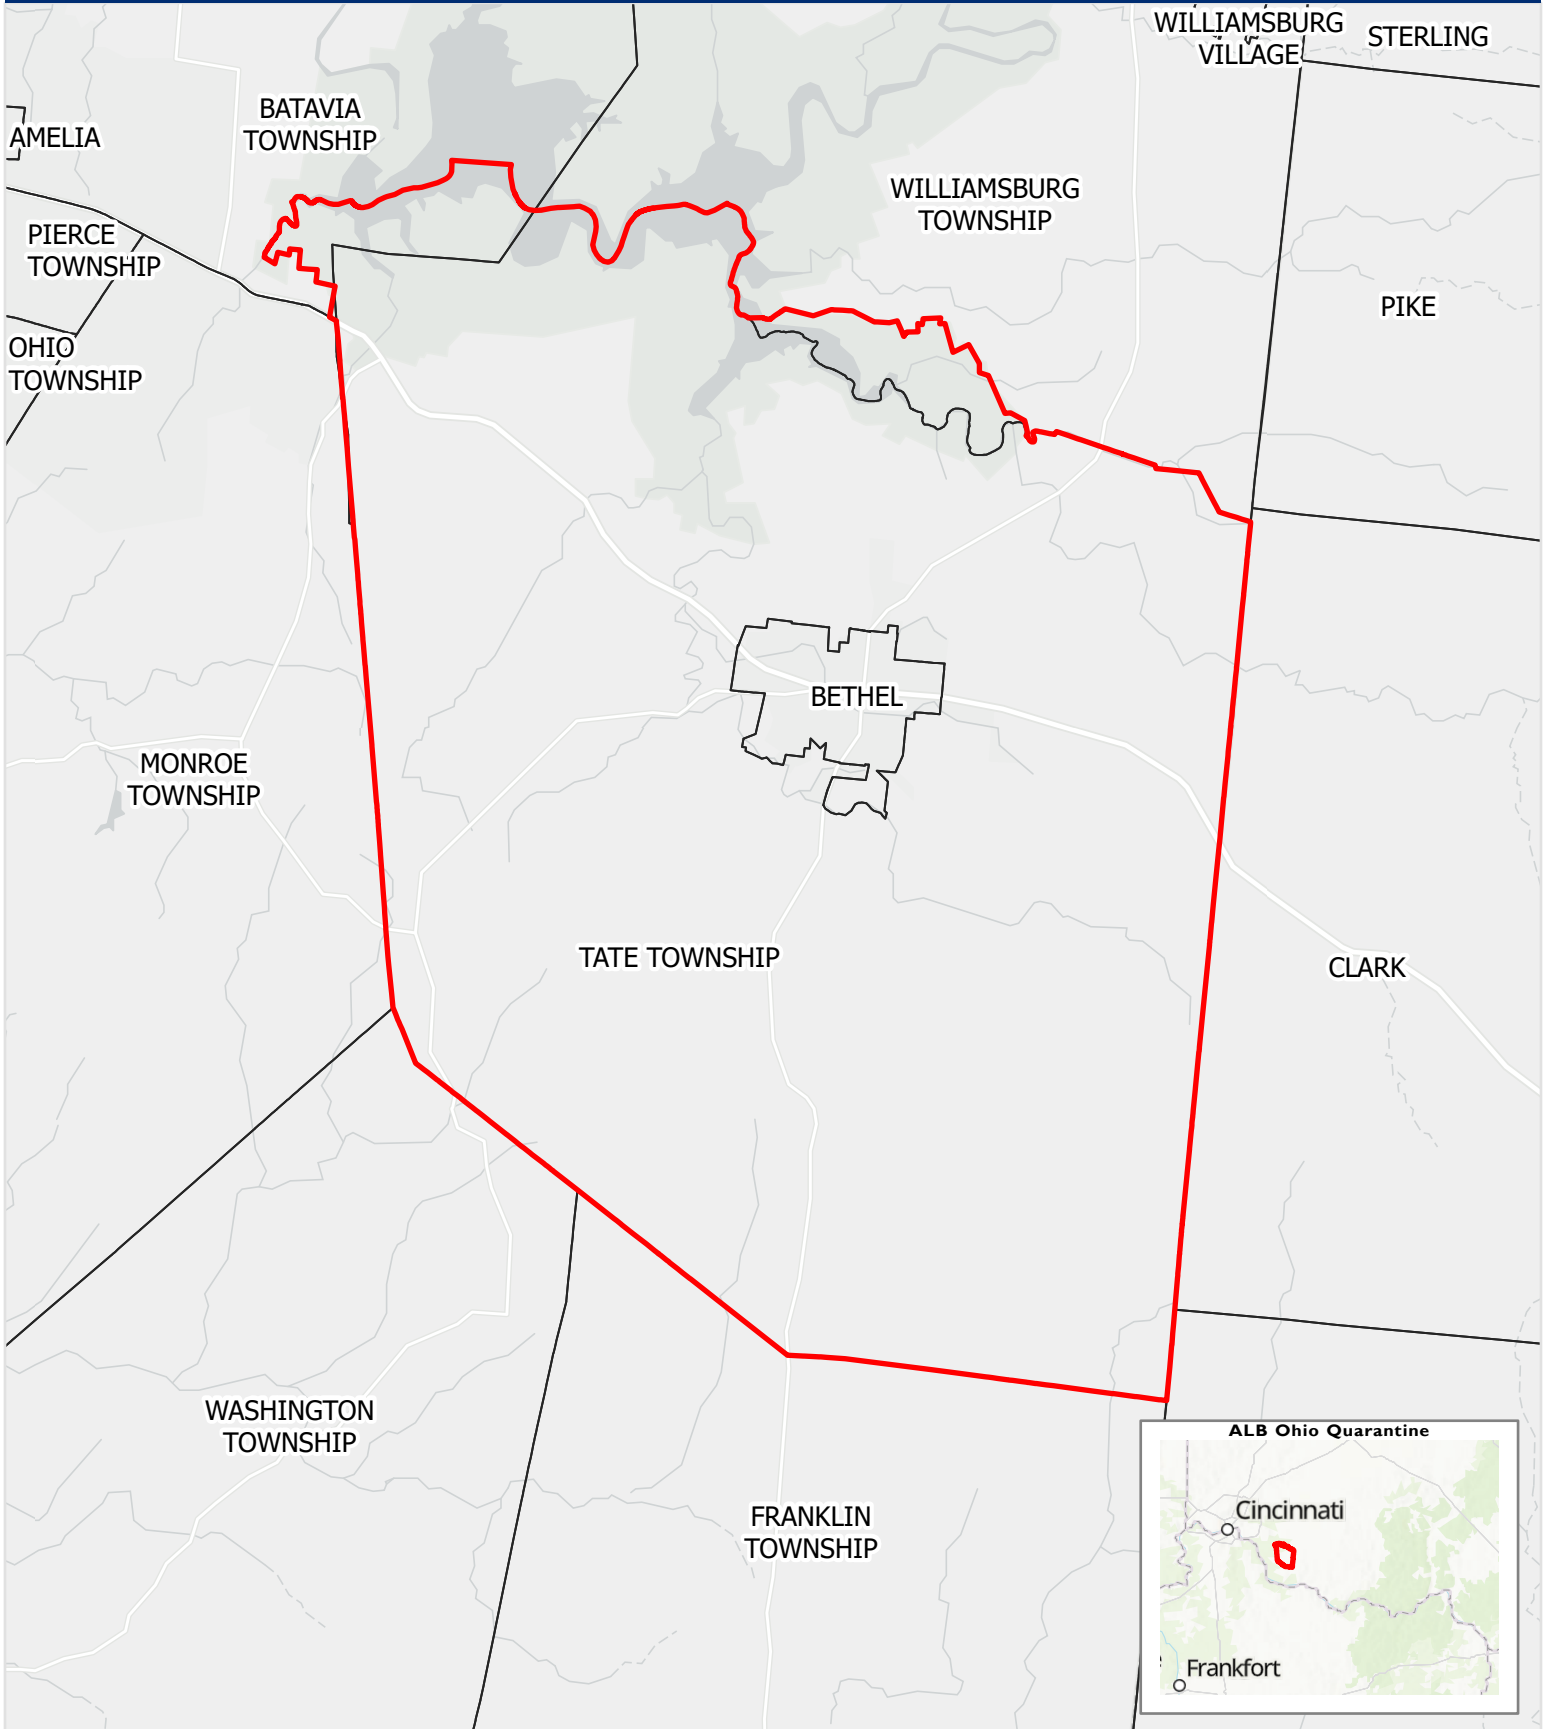 WILLIAMSBURG
VILLAGE
STERLING
BATAVIA
TOWNSHIP
AMELIA
WILLIAMSBURG
TOWNSHIP
PIERCE
TOWNSHIP
PIKE
OHIO
TOWNSHIP
BETHEL
MONROE
TOWNSHIP
TATE TOWNSHIP
CLARK
WASHINGTON
TOWNSHIP
FRANKLIN
TOWNSHIP
ALB Ohio Quarantine
Cincinnati
Frankfort